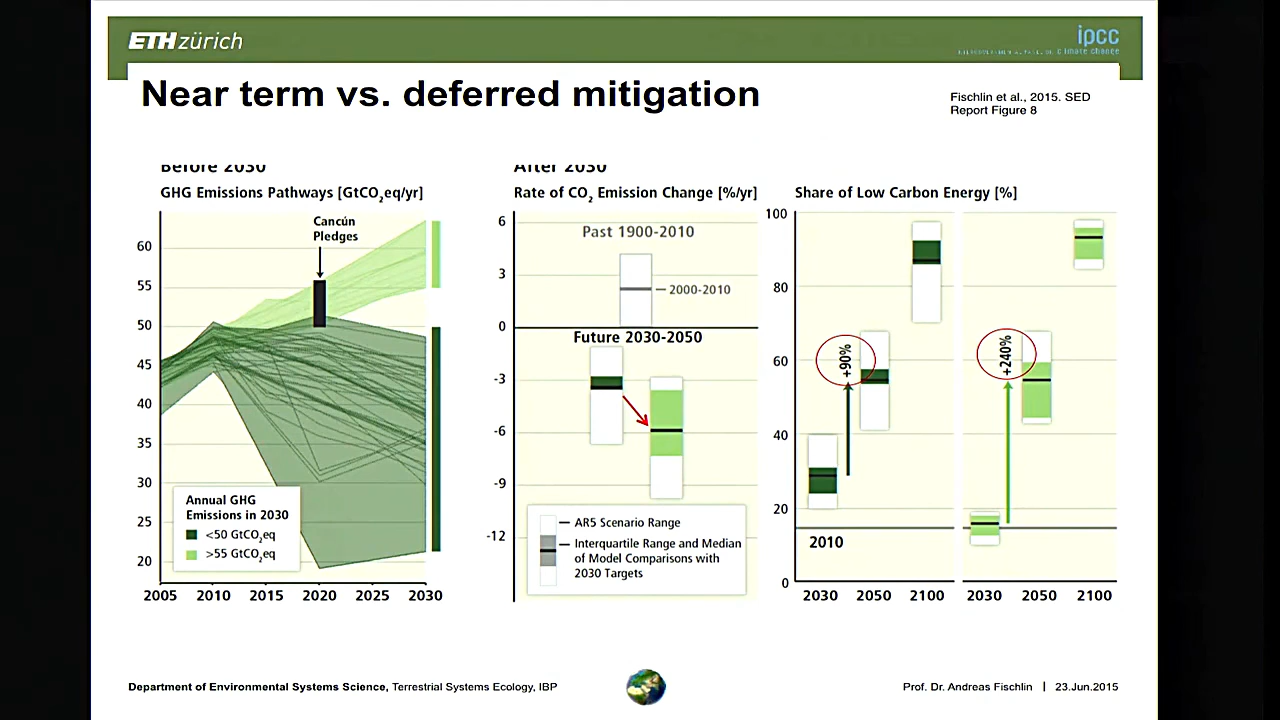 ETH zürich
ipcc
climate change
Near term vs. deferred mitigation
Fischlin et al., 2015. SED
Report Figure 8
Before 2030
After 2030
GHG Emissions Pathways [GtCO2eq/yr]
Rate of CO2 Emission Change [%/yr]
Share of Low Carbon Energy [%]
Cancún
Pledges
60
55
50
45
40
35
30
25
20
Annual GHG
Emissions in 2030
<50 GtCO2eq
>55 GtCO2eq
2005 2010 2015 2020 2025 2030
6
3
0
-3
-6
-9
-12
Past 1900-2010
2000-2010
Future 2030-2050
AR5 Scenario Range
Interquartile Range and Median
of Model Comparisons with
2030 Targets
100
80
60
40
20
0
+90%
+240%
2010
2030 2050 2100 2030 2050 2100
Department of Environmental Systems Science, Terrestrial Systems Ecology, IBP
Prof. Dr. Andreas Fischlin | 23.Jun.2015